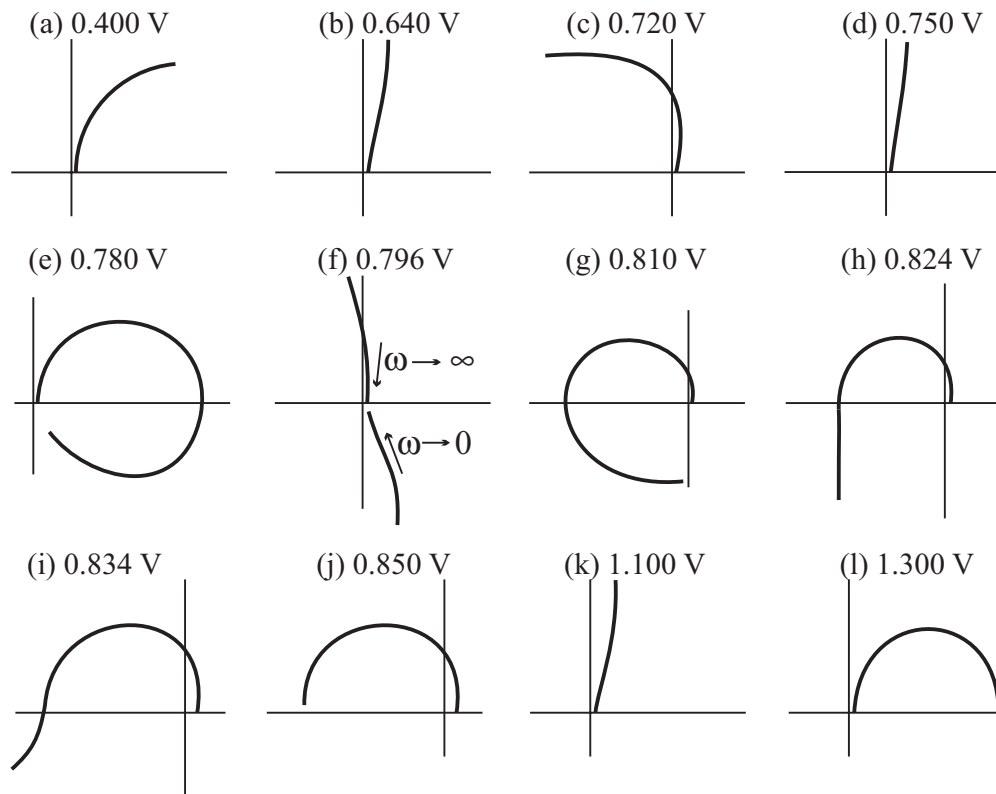 (a) 0.400 V
(b) 0.640 V
(c) 0.720 V
(d) 0.750 V
(e) 0.780 V
(f) 0.796 V
(g) 0.810 V
(h) 0.824 V
ω → ∞
ω → 0
(i) 0.834 V
(j) 0.850 V
(k) 1.100 V
(l) 1.300 V